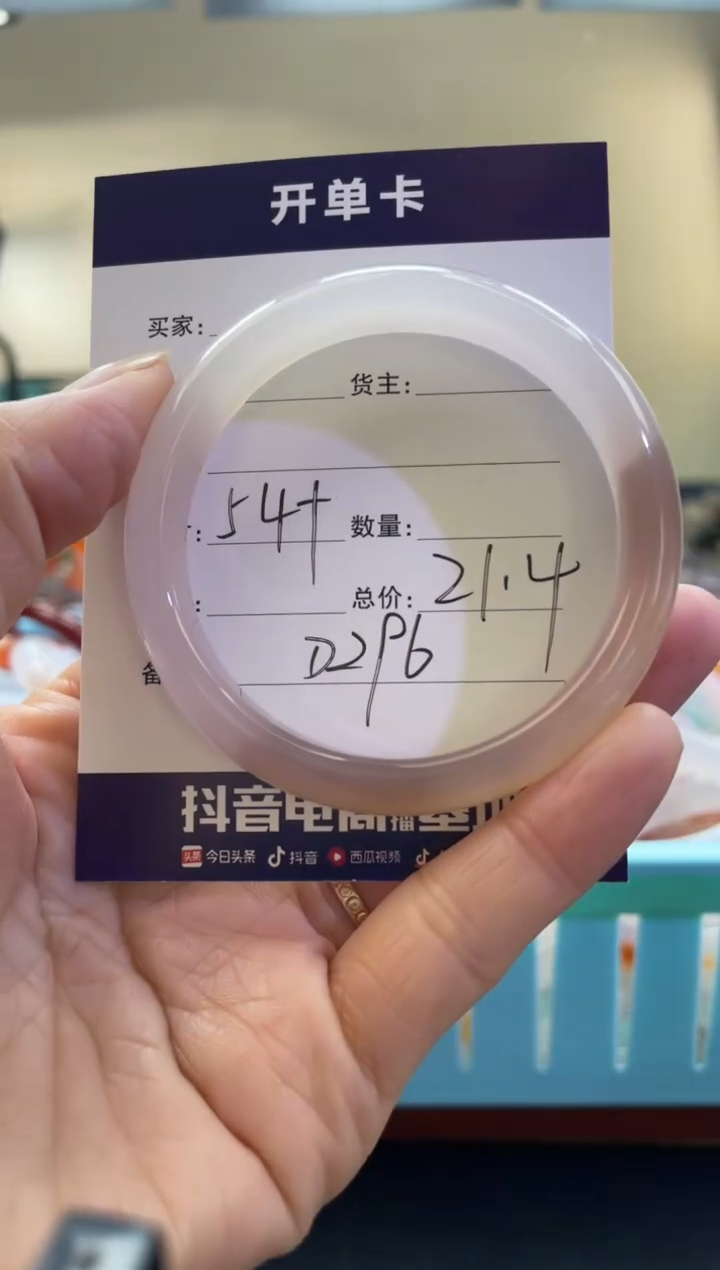 开单卡
买家:
货主:
: 54+ 数量:
: 总价: 21.4
D2P6
抖音电商
今日头条 抖音 西瓜视频